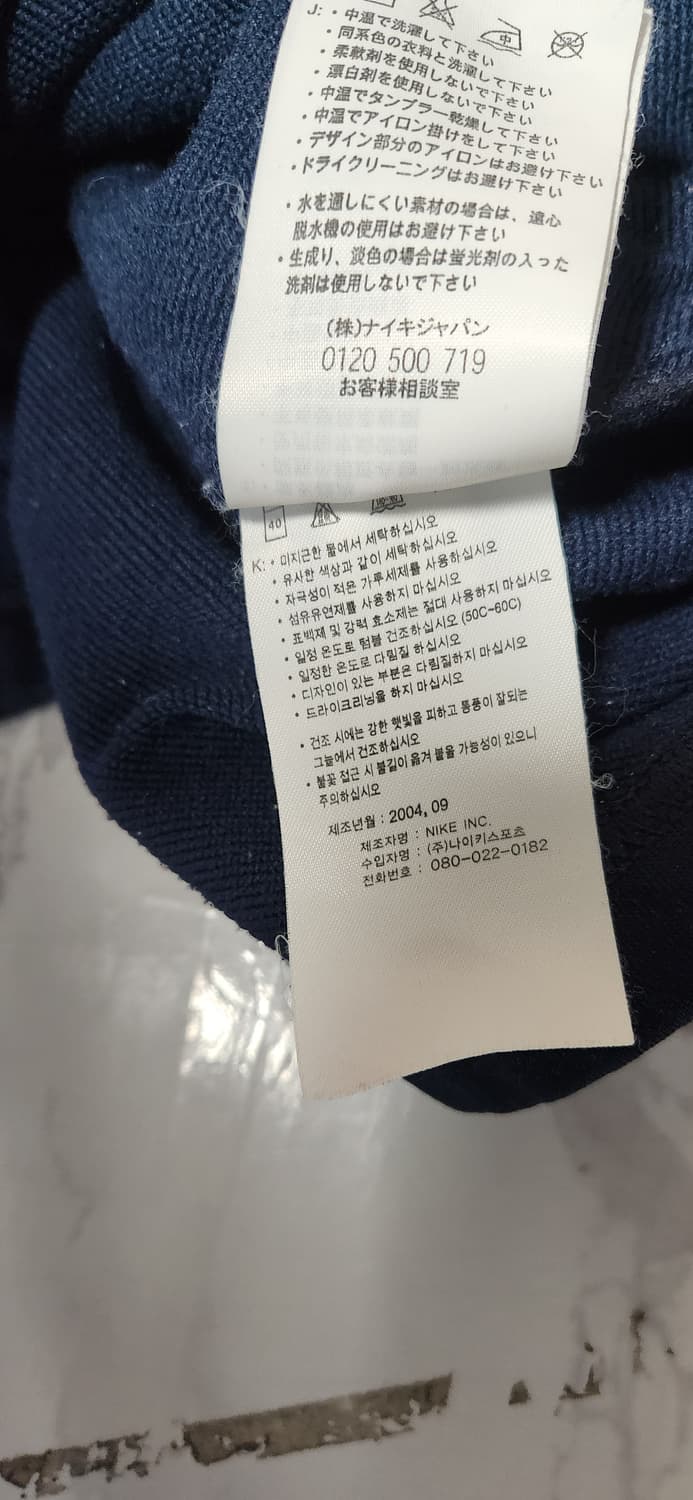 J: ・中温で洗濯して下さい
・同系色の衣料と洗濯して下さい
・柔軟剤を使用しないで下さい
・漂白剤を使用しないで下さい
・中温でタンブラー乾燥して下さい
・中温でアイロン掛けをして下さい
・デザイン部分のアイロンはお避け下さい
・ドライクリーニングはお避け下さい
・水を通しにくい素材の場合は、遠心
脱水機の使用はお避け下さい
・生成り、淡色の場合は蛍光剤の入った
洗剤は使用しないで下さい
(株)ナイキジャパン
0120 500 719
お客様相談室
中
40
K: • 미지근한 물에서 세탁하십시오
• 유사한 색상과 같이 세탁하십시오
• 자극성이 적은 가루세제를 사용하십시오
• 섬유유연제를 사용하지 마십시오
• 표백제 및 강력 효소제는 절대 사용하지 마십시오
• 일정 온도로 텀블 건조하십시오 (50C~60C)
• 일정한 온도로 다림질 하십시오
• 디자인이 있는 부분은 다림질하지 마십시오
• 드라이크리닝을 하지 마십시오
• 건조 시에는 강한 햇빛을 피하고 통풍이 잘되는
그늘에서 건조하십시오
• 불꽃 접근 시 불길이 옮겨 붙을 가능성이 있으니
주의하십시오
제조년월 : 2004, 09
제조자명 : NIKE INC.
수입자명 : (주)나이키스포츠
전화번호 : 080-022-0182